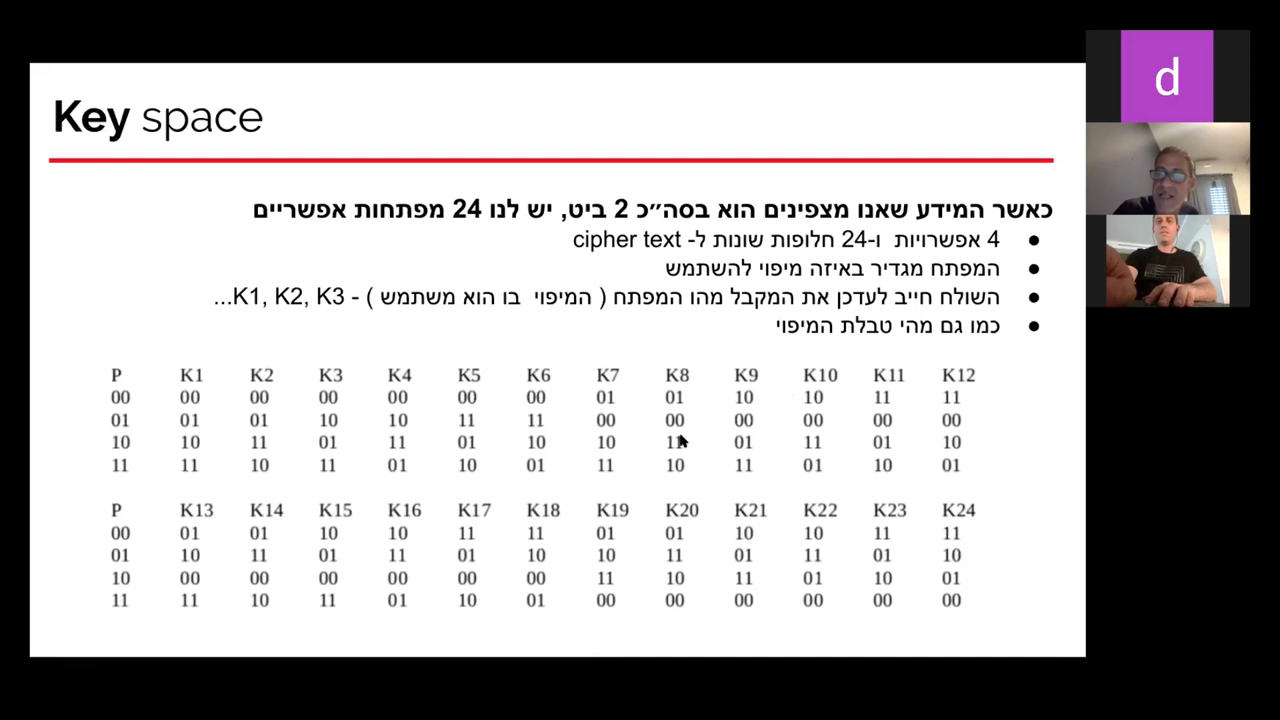 Key space
כאשר המידע שאנו מצפינים הוא בסה״כ 2 ביט, יש לנו 24 מפתחות אפשריים
● 4 אפשרויות ו-24 חלופות שונות ל- cipher text
● המפתח מגדיר באיזה מיפוי להשתמש
● השולח חייב לעדכן את המקבל מהו המפתח ( המיפוי בו הוא משתמש ) - K1, K2, K3...
● כמו גם מהי טבלת המיפוי
P K1 K2 K3 K4 K5 K6 K7 K8 K9 K10 K11 K12
00 00 00 00 00 00 00 01 01 10 10 11 11
01 01 01 10 10 11 11 00 00 00 00 00 00
10 10 11 01 11 01 10 10 11 01 11 01 10
11 11 10 11 01 10 01 11 10 11 01 10 01
P K13 K14 K15 K16 K17 K18 K19 K20 K21 K22 K23 K24
00 01 01 10 10 11 11 01 01 10 10 11 11
01 10 11 01 11 01 10 10 11 01 11 01 10
10 00 00 00 00 00 00 11 10 11 01 10 01
11 11 10 11 01 10 01 00 00 00 00 00 00
d